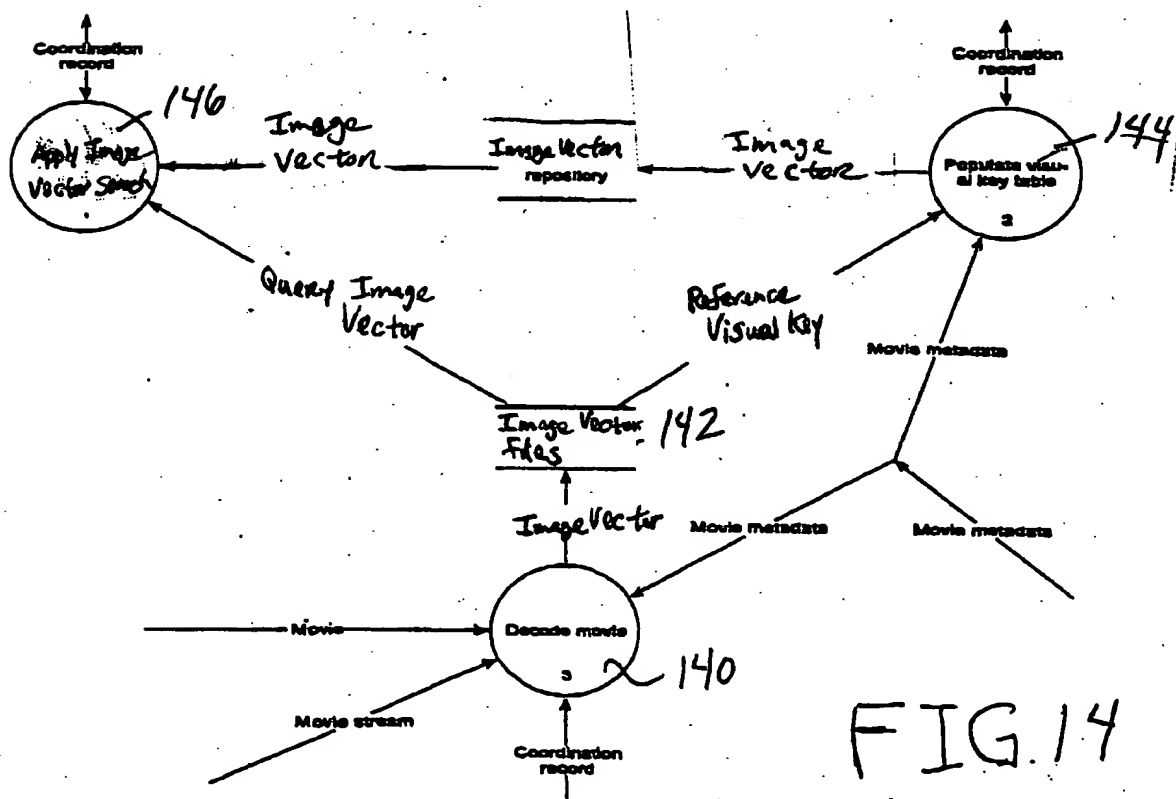 Coordination
record
146
Apply Image
Vector Search
Image
Vector
Image Vector
repository
Image
Vector
Coordination
record
144
Populate visu-
al key table
2
Query Image
Vector
Reference
Visual Key
Movie metadata
Image Vector
Files
142
Image Vector
Movie metadata
Movie metadata
Movie
Decode movie
3
140
Movie stream
Coordination
record
FIG. 14